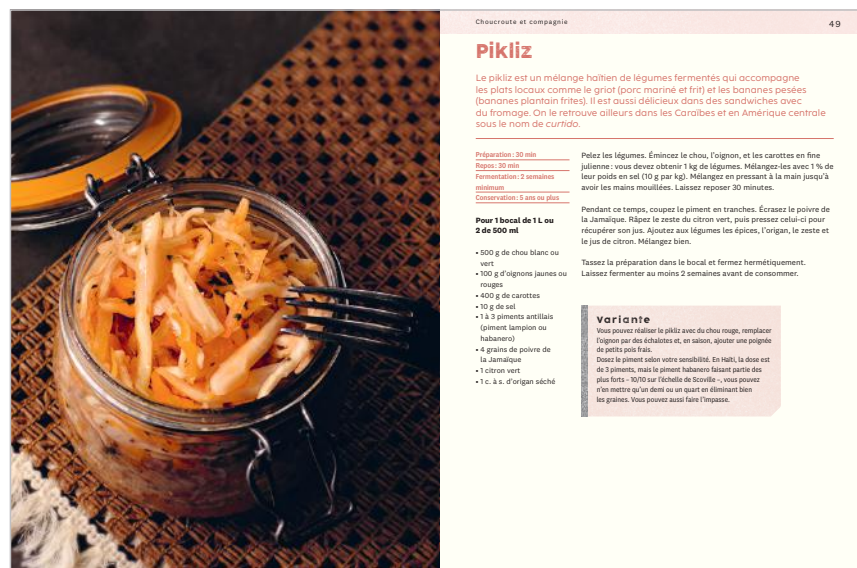 Choucroute et compagnie
49
Pikliz
Le pikliz est un mélange haïtien de légumes fermentés qui accompagne
les plats locaux comme le griot (porc mariné et frit) et les bananes pesées
(bananes plantain frites). Il est aussi délicieux dans des sandwiches avec
du fromage. On le retrouve ailleurs dans les Caraïbes et en Amérique centrale
sous le nom de curtido.
Préparation : 30 min
Repos : 30 min
Fermentation : 2 semaines
minimum
Conservation : 5 ans ou plus
Pour 1 bocal de 1 L ou
2 de 500 ml
• 500 g de chou blanc ou
vert
• 100 g d'oignons jaunes ou
rouges
• 400 g de carottes
• 10 g de sel
• 1 à 3 piments antillais
(piment lampion ou
habanero)
• 4 grains de poivre de
la Jamaïque
• 1 citron vert
• 1 c. à s. d'origan séché
Pelez les légumes. Émincez le chou, l'oignon, et les carottes en fine
julienne : vous devez obtenir 1 kg de légumes. Mélangez-les avec 1 % de
leur poids en sel (10 g par kg). Mélangez en pressant à la main jusqu'à
avoir les mains mouillées. Laissez reposer 30 minutes.
Pendant ce temps, coupez le piment en tranches. Écrasez le poivre de
la Jamaïque. Râpez le zeste du citron vert, puis pressez celui-ci pour
récupérer son jus. Ajoutez aux légumes les épices, l'origan, le zeste et
le jus de citron. Mélangez bien.
Tassez la préparation dans le bocal et fermez hermétiquement.
Laissez fermenter au moins 2 semaines avant de consommer.
Variante
Vous pouvez réaliser le pikliz avec du chou rouge, remplacer
l'oignon par des échalotes et, en saison, ajouter une poignée
de petits pois frais.
Dosez le piment selon votre sensibilité. En Haïti, la dose est
de 3 piments, mais le piment habanero faisant partie des
plus forts – 10/10 sur l'échelle de Scoville –, vous pouvez
n'en mettre qu'un demi ou un quart en éliminant bien
les graines. Vous pouvez aussi faire l'impasse.